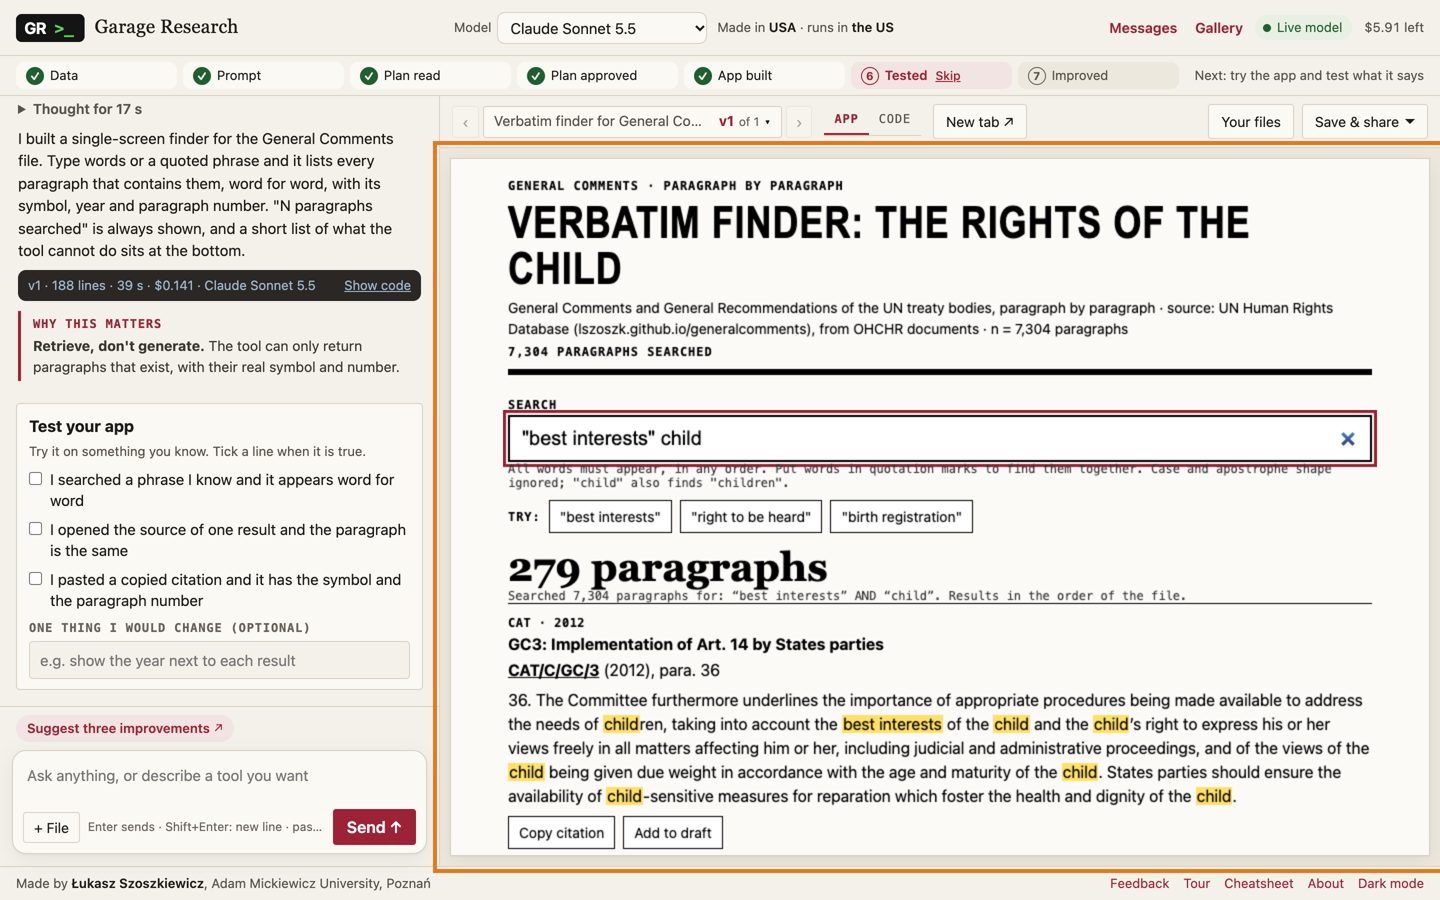 GR >_ Garage Research
Model Claude Sonnet 5.5 Made in USA · runs in the US
Messages Gallery Live model $5.91 left
Data
Prompt
Plan read
Plan approved
App built
6 Tested Skip
7 Improved
Next: try the app and test what it says
Thought for 17 s
I built a single-screen finder for the General Comments
file. Type words or a quoted phrase and it lists every
paragraph that contains them, word for word, with its
symbol, year and paragraph number. "N paragraphs
searched" is always shown, and a short list of what the
tool cannot do sits at the bottom.
v1 · 188 lines · 39 s · $0.141 · Claude Sonnet 5.5 Show code
WHY THIS MATTERS
Retrieve, don't generate. The tool can only return
paragraphs that exist, with their real symbol and number.
Test your app
Try it on something you know. Tick a line when it is true.
I searched a phrase I know and it appears word for
word
I opened the source of one result and the paragraph
is the same
I pasted a copied citation and it has the symbol and
the paragraph number
ONE THING I WOULD CHANGE (OPTIONAL)
e.g. show the year next to each result
Suggest three improvements ↗
Ask anything, or describe a tool you want
+ File Enter sends · Shift+Enter: new line · pas... Send ↑
‹ Verbatim finder for General Co... v1 of 1 ▾ › APP CODE New tab ↗ Your files Save & share
GENERAL COMMENTS · PARAGRAPH BY PARAGRAPH
VERBATIM FINDER: THE RIGHTS OF THE
CHILD
General Comments and General Recommendations of the UN treaty bodies, paragraph by paragraph · source: UN Human Rights
Database (lszoszk.github.io/generalcomments), from OHCHR documents · n = 7,304 paragraphs
7,304 PARAGRAPHS SEARCHED
SEARCH
"best interests" child
All words must appear, in any order. Put words in quotation marks to find them together. Case and apostrophe shape
ignored; "child" also finds "children".
TRY: "best interests" "right to be heard" "birth registration"
279 paragraphs
Searched 7,304 paragraphs for: “best interests” AND “child”. Results in the order of the file.
CAT · 2012
GC3: Implementation of Art. 14 by States parties
CAT/C/GC/3 (2012), para. 36
36. The Committee furthermore underlines the importance of appropriate procedures being made available to address
the needs of children, taking into account the best interests of the child and the child’s right to express his or her
views freely in all matters affecting him or her, including judicial and administrative proceedings, and of the views of the
child being given due weight in accordance with the age and maturity of the child. States parties should ensure the
availability of child-sensitive measures for reparation which foster the health and dignity of the child.
Copy citation Add to draft
Made by Łukasz Szoszkiewicz, Adam Mickiewicz University, Poznań
Feedback Tour Cheatsheet About Dark mode